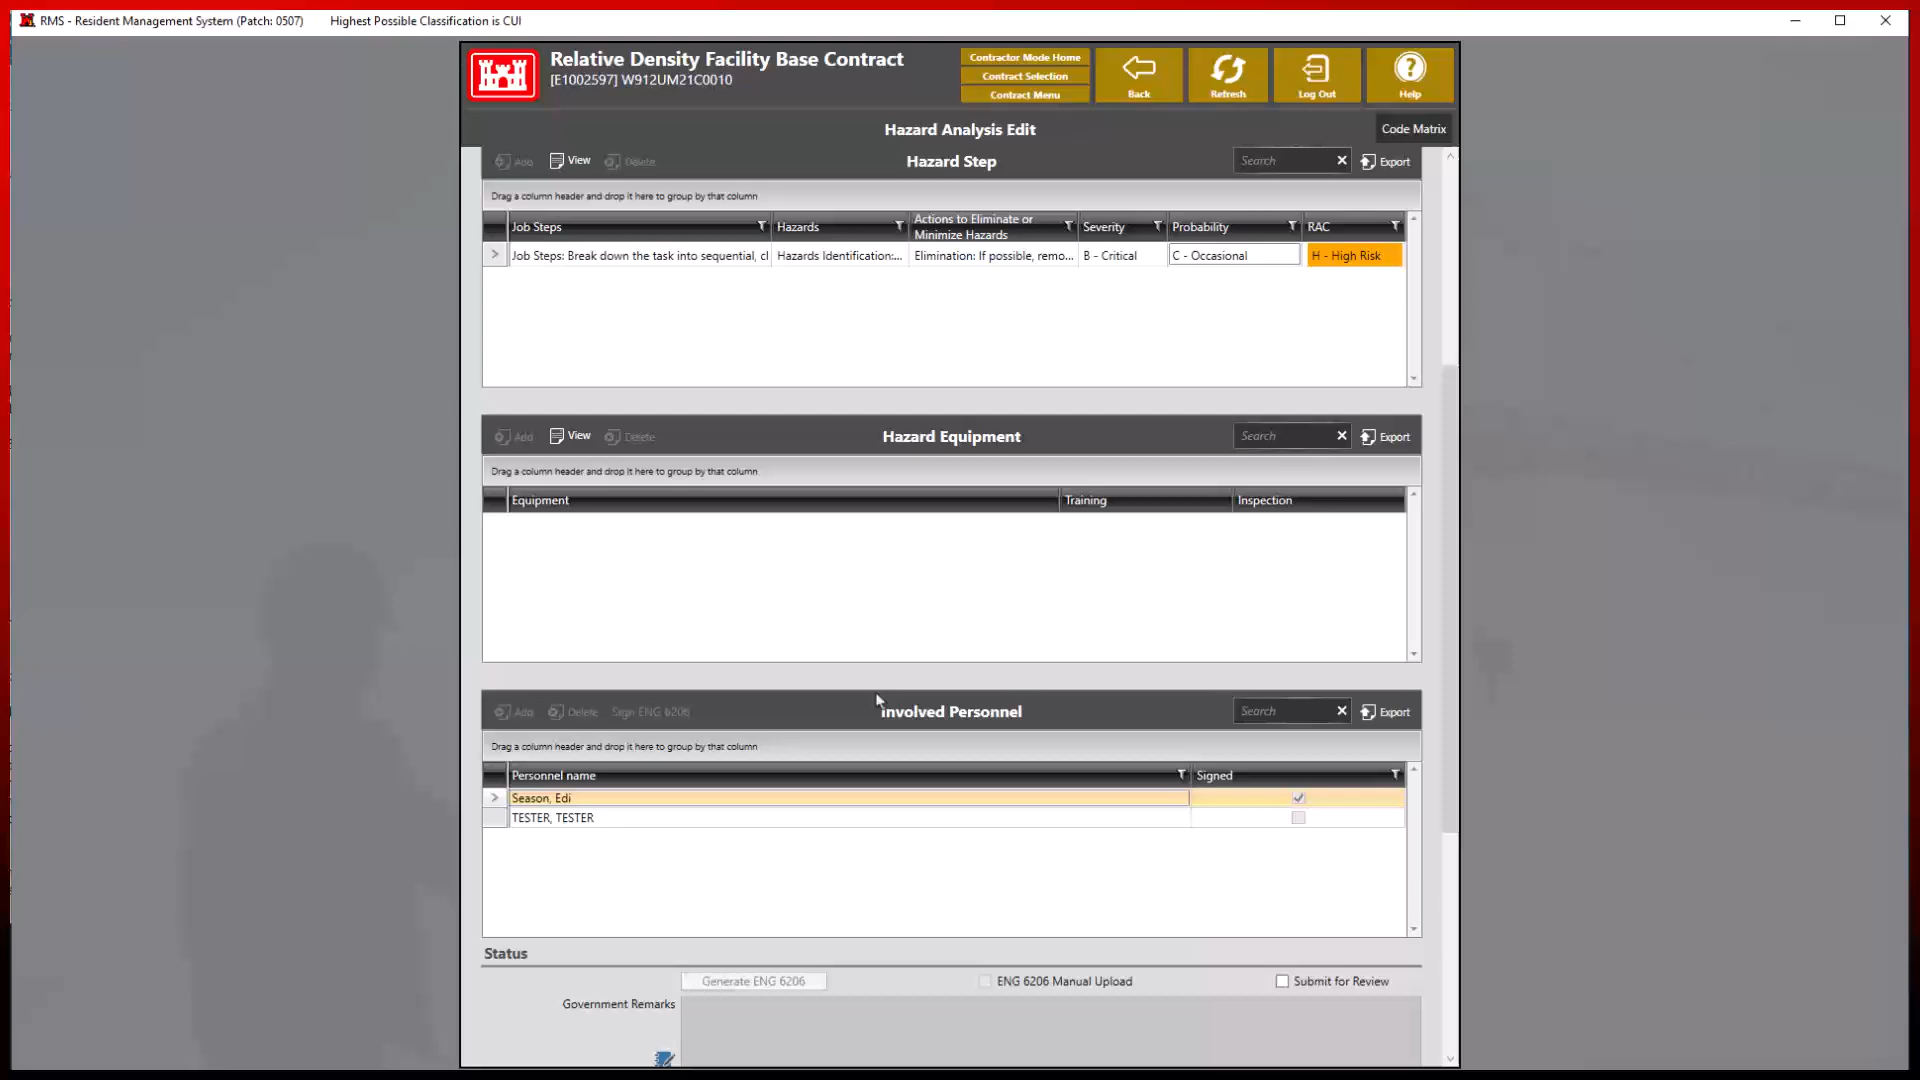 RMS - Resident Management System (Patch: 0507) Highest Possible Classification is CUI
Relative Density Facility Base Contract
[E1002597] W912UM21C0010
Contractor Mode Home
Contract Selection
Contract Menu
Back
Refresh
Log Out
Help
Hazard Analysis Edit
Code Matrix
Add View Delete Hazard Step Search Export
Drag a column header and drop it here to group by that column
Job Steps Hazards Actions to Eliminate or Minimize Hazards Severity Probability RAC
Job Steps: Break down the task into sequential, cl Hazards Identification:... Elimination: If possible, remo... B - Critical C - Occasional H - High Risk
Add View Delete Hazard Equipment Search Export
Drag a column header and drop it here to group by that column
Equipment Training Inspection
Add Delete Sign ENG 6206 Involved Personnel Search Export
Drag a column header and drop it here to group by that column
Personnel name Signed
Season, Edi
TESTER, TESTER
Status
Generate ENG 6206 ENG 6206 Manual Upload Submit for Review
Government Remarks